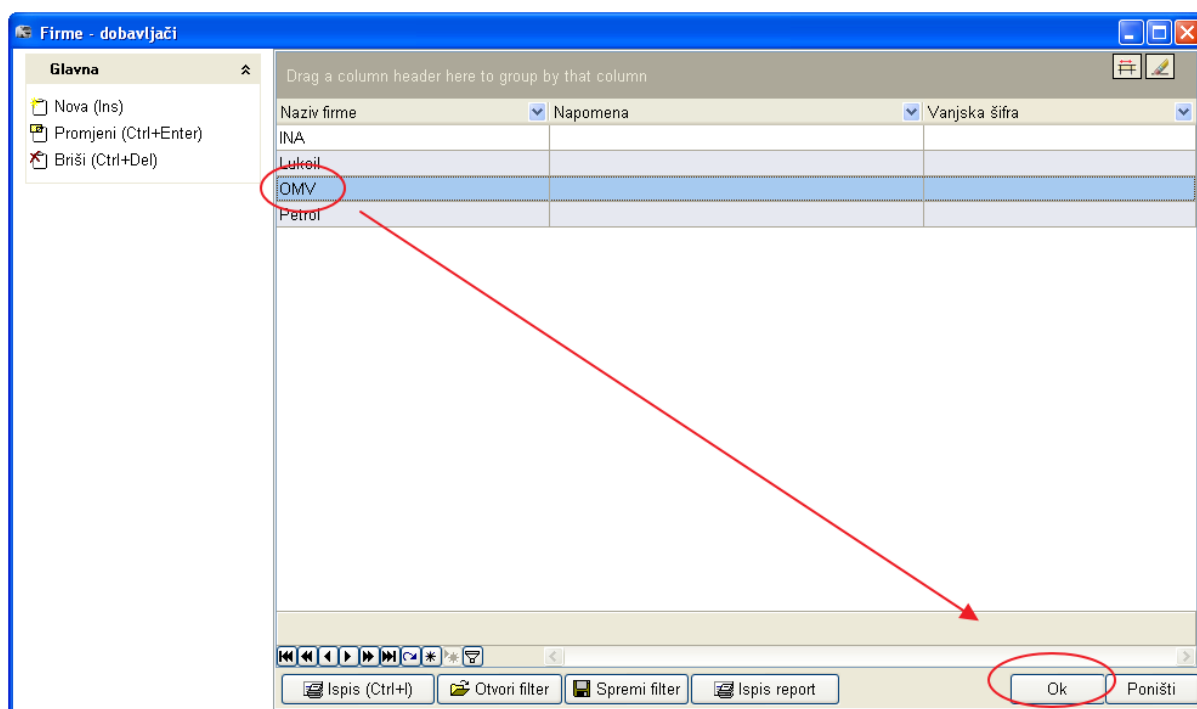 Firme - dobavljači
Glavna
Nova (Ins)
Promjeni (Ctrl+Enter)
Briši (Ctrl+Del)
Drag a column header here to group by that column
Naziv firme Napomena Vanjska šifra
INA
Lukoil
OMV
Petrol
Ispis (Ctrl+I) Otvori filter Spremi filter Ispis report Ok Poništi